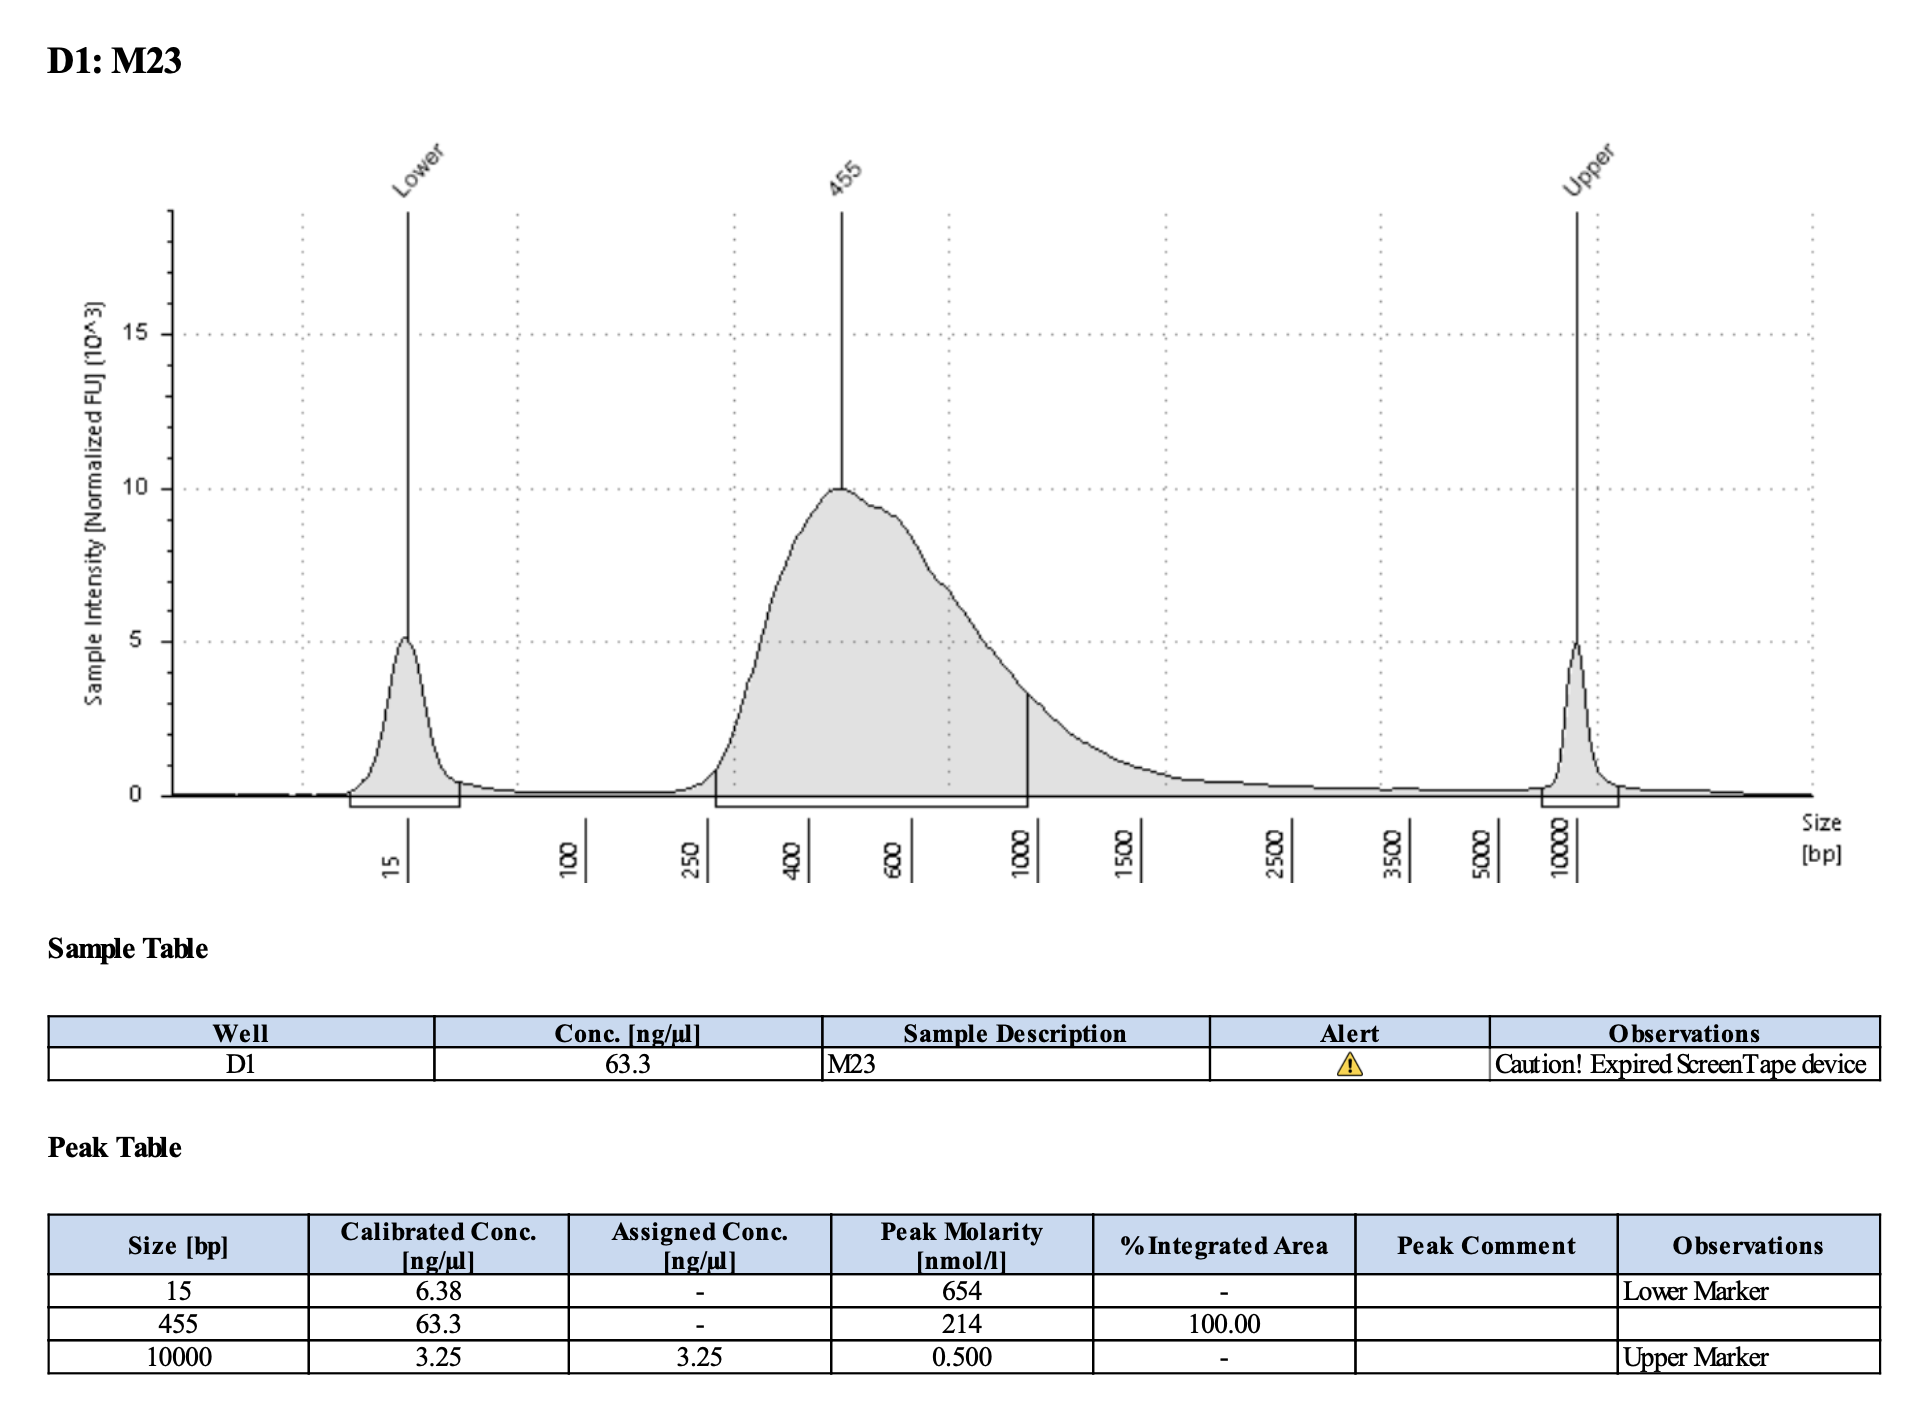 D1: M23
Lower
455
Upper
Sample Intensity [Normalized FU] (10^3)
15
10
5
0
15
100
250
400
600
1000
1500
2500
3500
5000
10000
Size
[bp]
Sample Table
Well Conc. [ng/µl] Sample Description Alert Observations
D1 63.3 M23 Caution! Expired ScreenTape device
Peak Table
Size [bp] Calibrated Conc. [ng/µl] Assigned Conc. [ng/µl] Peak Molarity [nmol/l] % Integrated Area Peak Comment Observations
15 6.38 - 654 - Lower Marker
455 63.3 - 214 100.00
10000 3.25 3.25 0.500 - Upper Marker